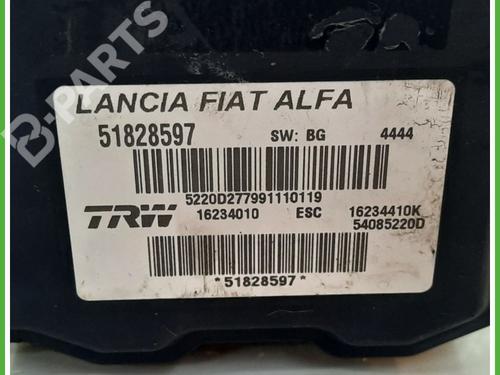 B-PARTS
LANCIA FIAT ALFA
51828597 SW: BG 4444
5220D277991110119
TRW 16234010 ESC 16234410K
54085220D
*51828597*